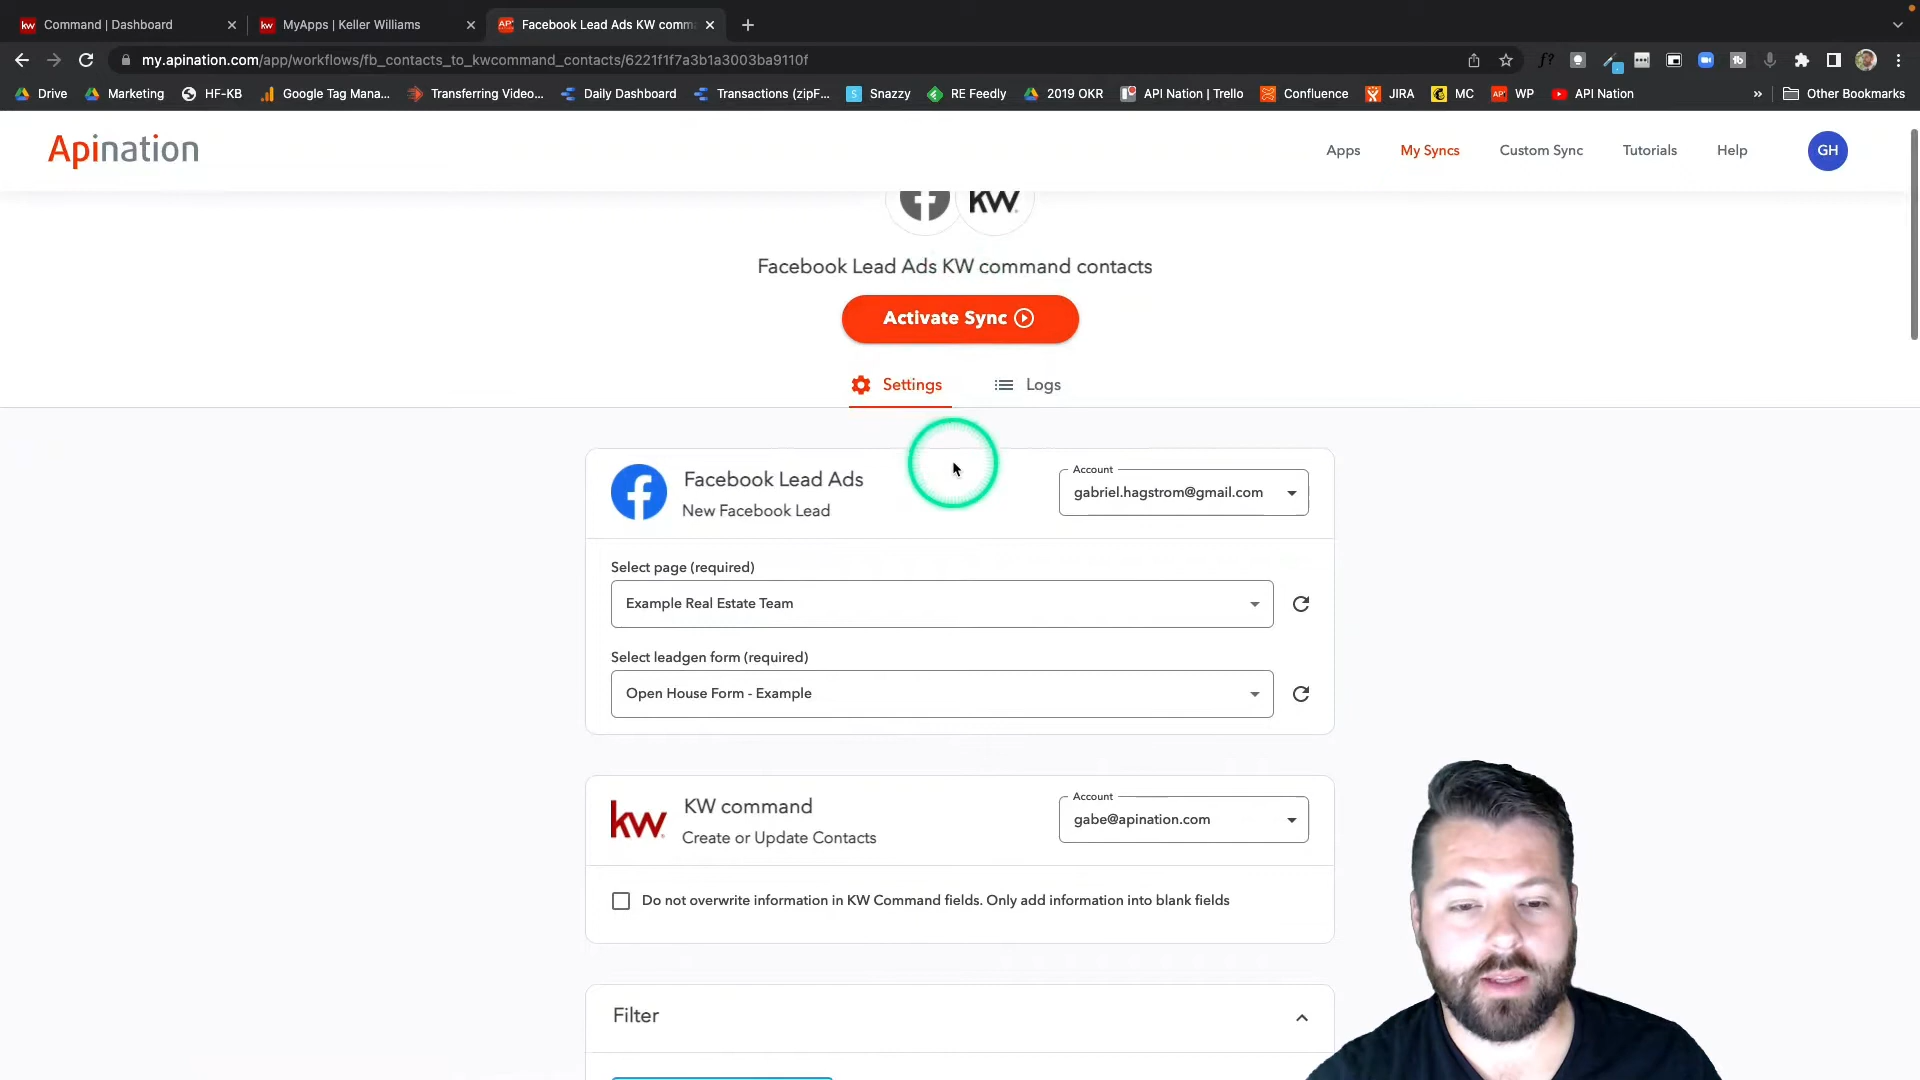 Command | Dashboard
MyApps | Keller Williams
Facebook Lead Ads KW comm
my.apination.com/app/workflows/fb_contacts_to_kwcommand_contacts/6221f1f7a3b1a3003ba9110f
Drive
Marketing
HF-KB
Google Tag Mana...
Transferring Video...
Daily Dashboard
Transactions (zipF...
Snazzy
RE Feedly
2019 OKR
API Nation | Trello
Confluence
JIRA
MC
WP
API Nation
»
Other Bookmarks
Apination
Apps
My Syncs
Custom Sync
Tutorials
Help
GH
kw
Facebook Lead Ads KW command contacts
Activate Sync
Settings
Logs
Facebook Lead Ads
New Facebook Lead
Account
gabriel.hagstrom@gmail.com
Select page (required)
Example Real Estate Team
Select leadgen form (required)
Open House Form - Example
kw
KW command
Create or Update Contacts
Account
gabe@apination.com
Do not overwrite information in KW Command fields. Only add information into blank fields
Filter